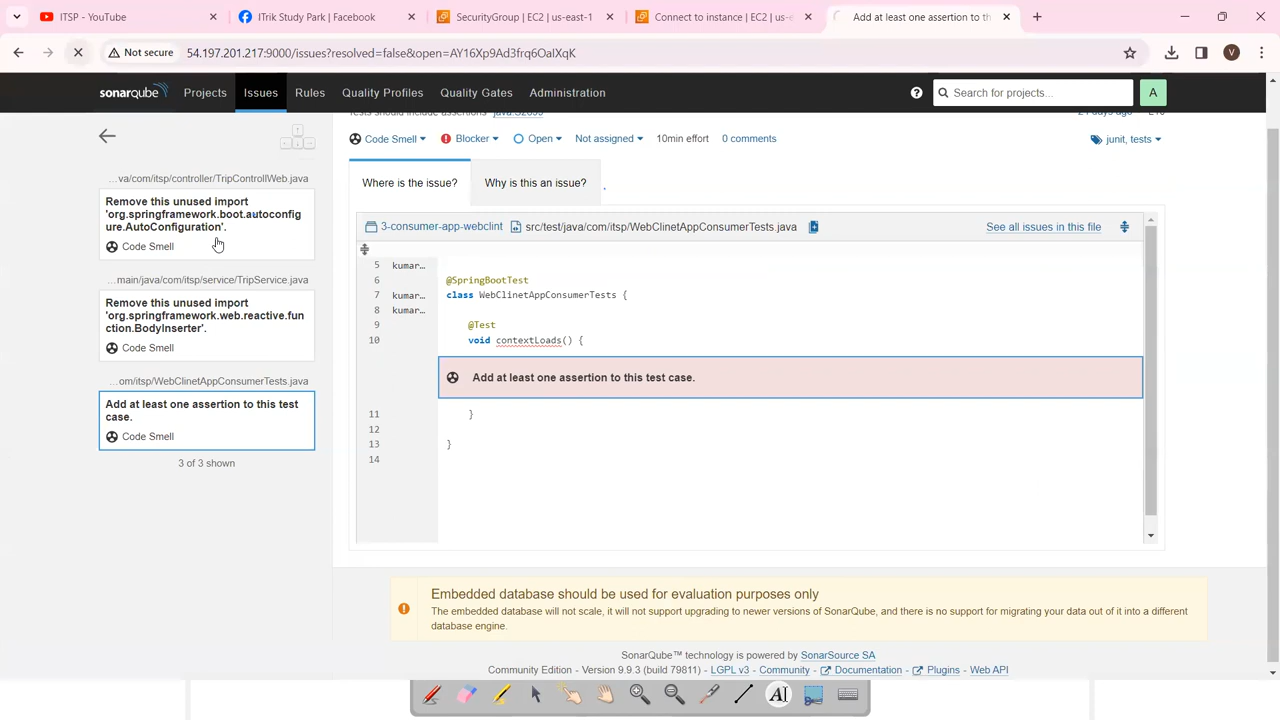 ITSP - YouTube
ITrik Study Park | Facebook
SecurityGroup | EC2 | us-east-1
Connect to instance | EC2 | us-e
Add at least one assertion to th
Not secure 54.197.201.217:9000/issues?resolved=false&open=AY16Xp9Ad3frq6OaIXqK
V
sonarqube Projects Issues Rules Quality Profiles Quality Gates Administration
? Search for projects... A
Tests should include assertions java:S2699
Code Smell Blocker Open Not assigned 10min effort 0 comments junit, tests
Where is the issue? Why is this an issue?
...va/com/itsp/controller/TripControllWeb.java
Remove this unused import
'org.springframework.boot.autoconfig
ure.AutoConfiguration'.
Code Smell
...main/java/com/itsp/service/TripService.java
Remove this unused import
'org.springframework.web.reactive.fun
ction.BodyInserter'.
Code Smell
...om/itsp/WebClinetAppConsumerTests.java
Add at least one assertion to this test
case.
Code Smell
3 of 3 shown
3-consumer-app-webclint src/test/java/com/itsp/WebClinetAppConsumerTests.java See all issues in this file
5 kumar...
6 @SpringBootTest
7 kumar... class WebClinetAppConsumerTests {
8 kumar...
9 @Test
10 void contextLoads() {
Add at least one assertion to this test case.
11 }
12
13 }
14
Embedded database should be used for evaluation purposes only
The embedded database will not scale, it will not support upgrading to newer versions of SonarQube, and there is no support for migrating your data out of it into a different
database engine.
SonarQube™ technology is powered by SonarSource SA
Community Edition - Version 9.9.3 (build 79811) - LGPL v3 - Community - Documentation - Plugins - Web API
AI